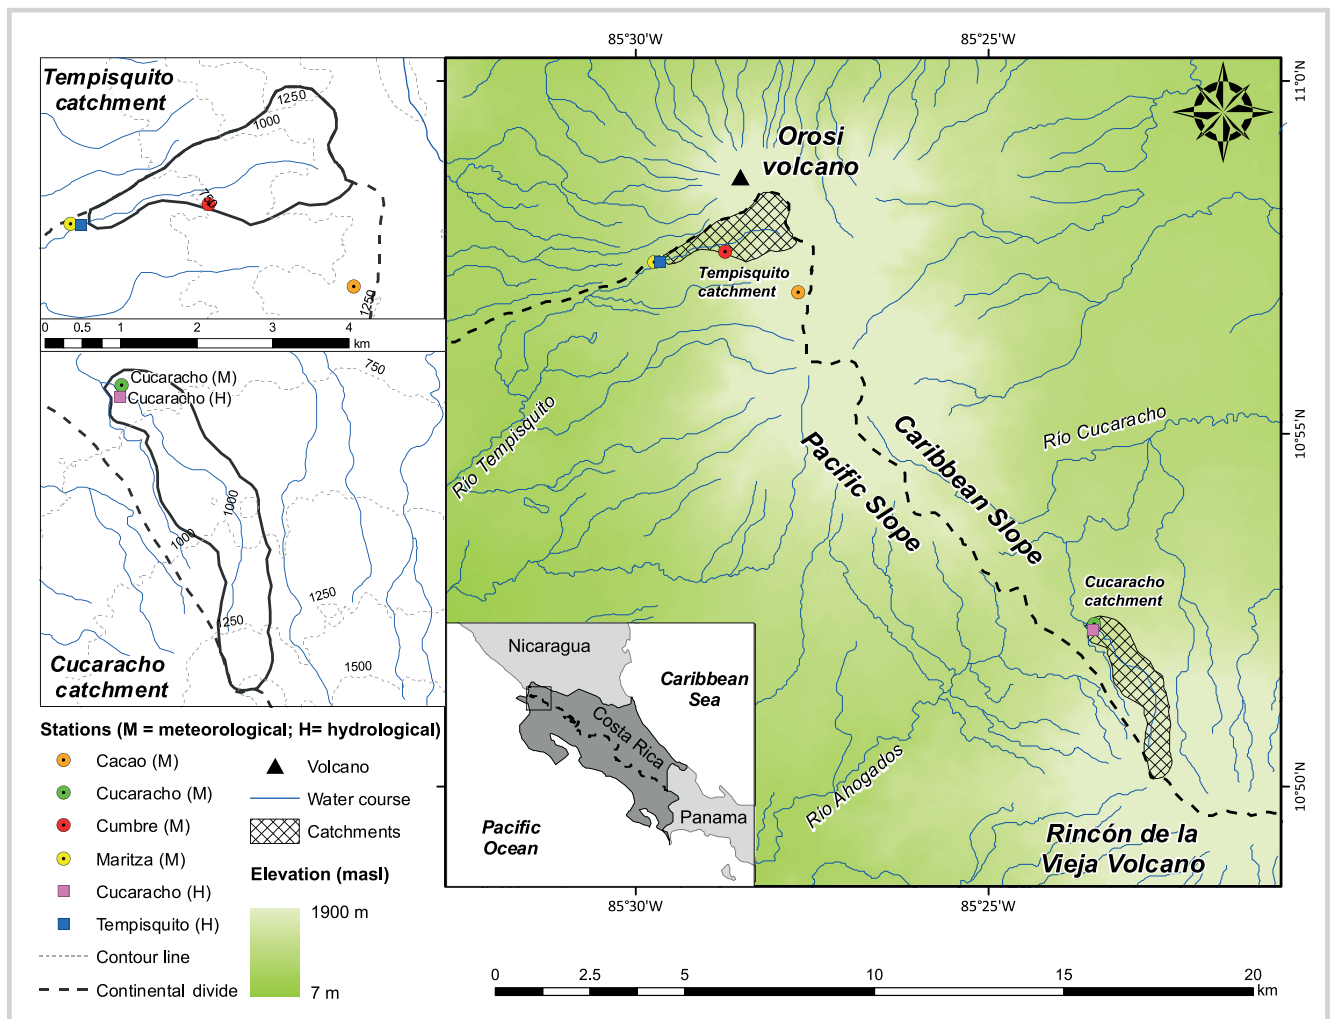 85°30'W
85°25'W
Tempisquito
catchment
1250
1000
750
1250
0
0.5
1
2
3
4
km
750
Cucaracho (M)
Cucaracho (H)
1000
1000
1250
1250
1500
Cucaracho
catchment
11°0'N
10°55'N
10°50'N
Orosi
volcano
Tempisquito
catchment
Río Tempisquito
Río Cucaracho
Caribbean Slope
Pacific Slope
Cucaracho
catchment
Río Ahogados
Rincón de la
Vieja Volcano
Nicaragua
Caribbean
Sea
Costa Rica
Panama
Pacific
Ocean
85°30'W
85°25'W
Stations (M = meteorological; H= hydrological)
Cacao (M)
Cucaracho (M)
Cumbre (M)
Maritza (M)
Cucaracho (H)
Tempisquito (H)
Contour line
Continental divide
Volcano
Water course
Catchments
Elevation (masl)
1900 m
7 m
0
2.5
5
10
15
20
km